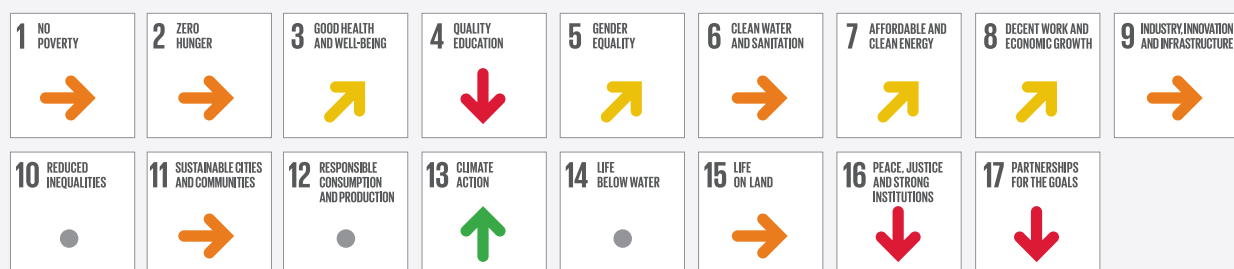 1 NO POVERTY
2 ZERO HUNGER
3 GOOD HEALTH AND WELL-BEING
4 QUALITY EDUCATION
5 GENDER EQUALITY
6 CLEAN WATER AND SANITATION
7 AFFORDABLE AND CLEAN ENERGY
8 DECENT WORK AND ECONOMIC GROWTH
9 INDUSTRY, INNOVATION AND INFRASTRUCTURE
10 REDUCED INEQUALITIES
11 SUSTAINABLE CITIES AND COMMUNITIES
12 RESPONSIBLE CONSUMPTION AND PRODUCTION
13 CLIMATE ACTION
14 LIFE BELOW WATER
15 LIFE ON LAND
16 PEACE, JUSTICE AND STRONG INSTITUTIONS
17 PARTNERSHIPS FOR THE GOALS